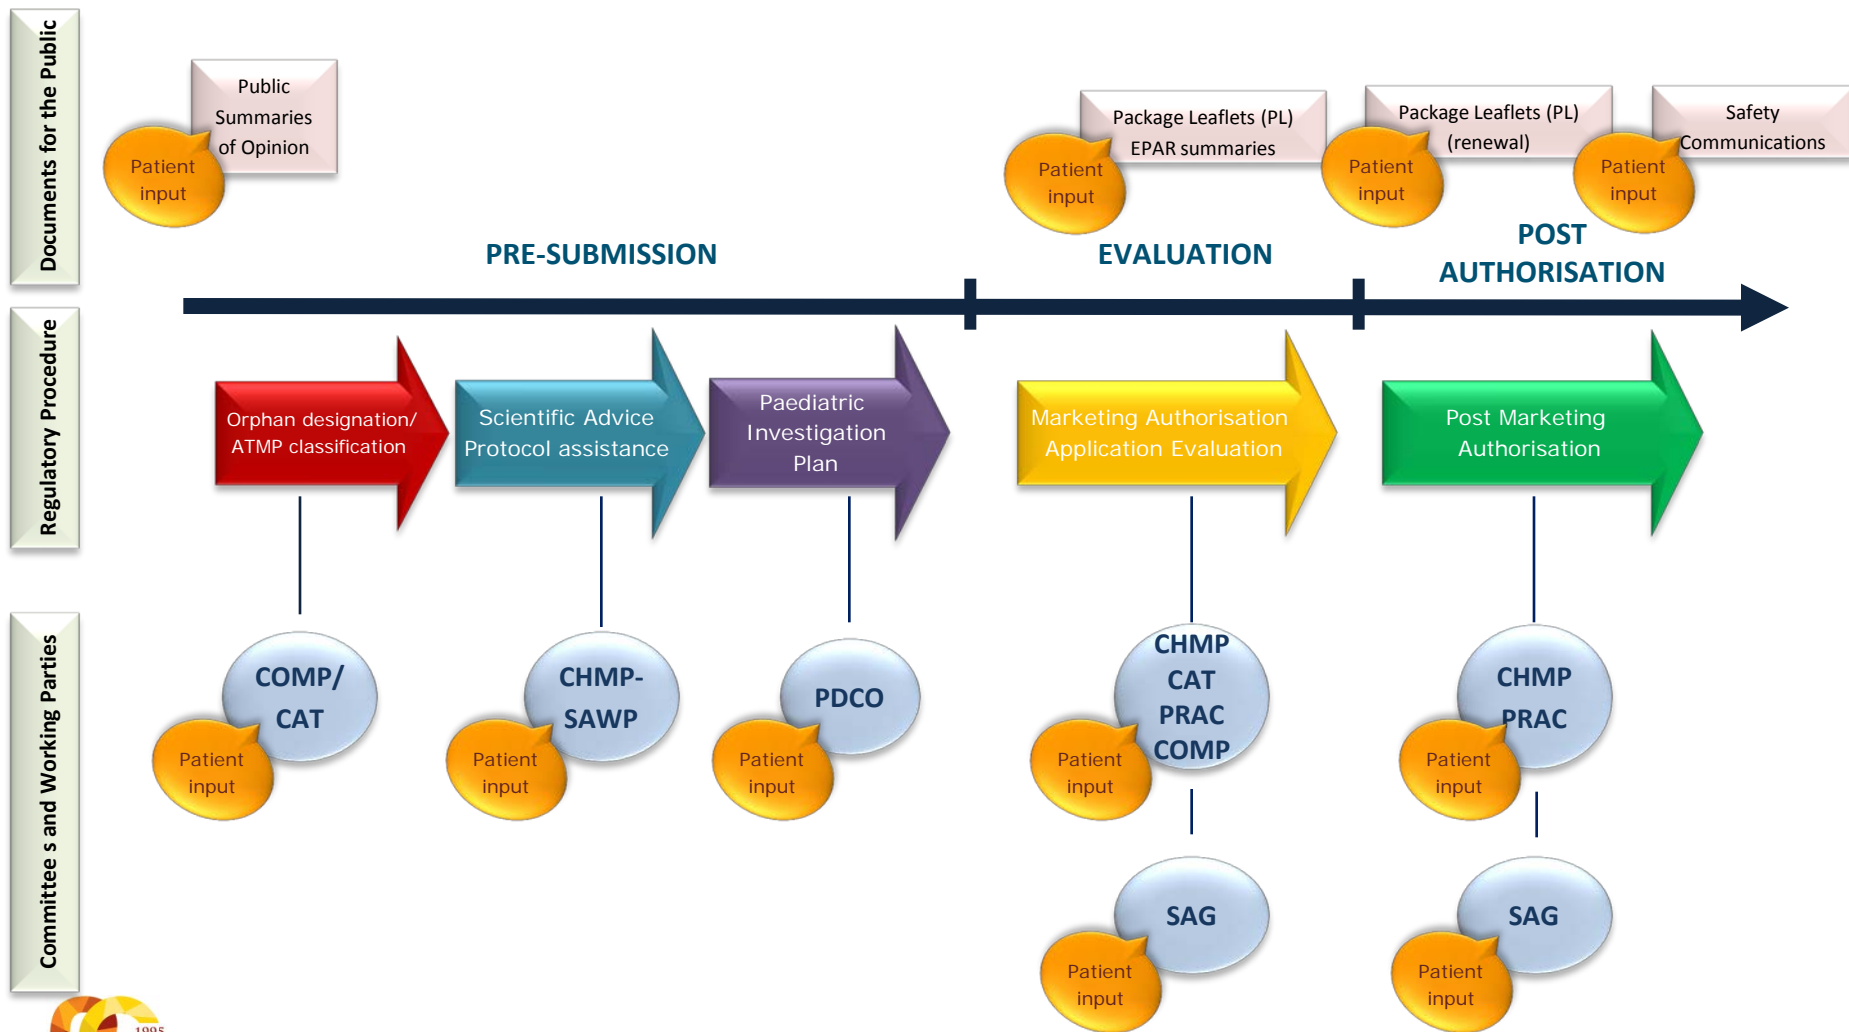 Documents for the Public
Public
Summaries
of Opinion
Patient
input
Package Leaflets (PL)
EPAR summaries
Patient
input
Package Leaflets (PL)
(renewal)
Patient
input
Safety
Communications
Patient
input
PRE-SUBMISSION
EVALUATION
POST
AUTHORISATION
Regulatory Procedure
Orphan designation/
ATMP classification
Scientific Advice
Protocol assistance
Paediatric
Investigation
Plan
Marketing Authorisation
Application Evaluation
Post Marketing
Authorisation
Committee s and Working Parties
COMP/
CAT
Patient
input
CHMP-
SAWP
Patient
input
PDCO
Patient
input
CHMP
CAT
PRAC
COMP
Patient
input
CHMP
PRAC
Patient
input
SAG
Patient
input
SAG
Patient
input
1995